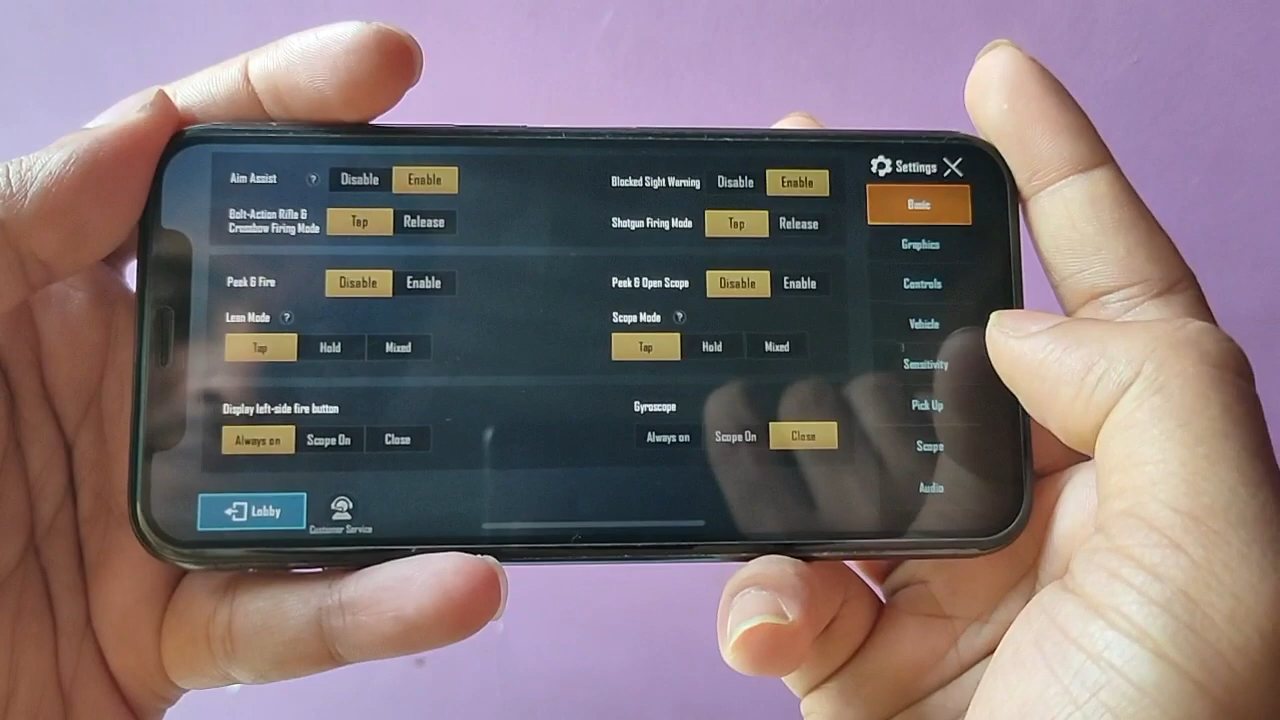 Aim Assist ? Disable Enable
Blocked Sight Warning Disable Enable
Settings
Bolt-Action Rifle &
Crossbow Firing Mode
Tap Release
Shotgun Firing Mode Tap Release
Basic
Graphics
Peek & Fire Disable Enable
Peek & Open Scope Disable Enable
Controls
Lean Mode ?
Scope Mode ?
Vehicle
Tap Hold Mixed
Tap Hold Mixed
Sensitivity
Display left-side fire button
Gyroscope
Pick Up
Always on Scope On Close
Always on Scope On Close
Scope
Audio
Lobby
Customer Service